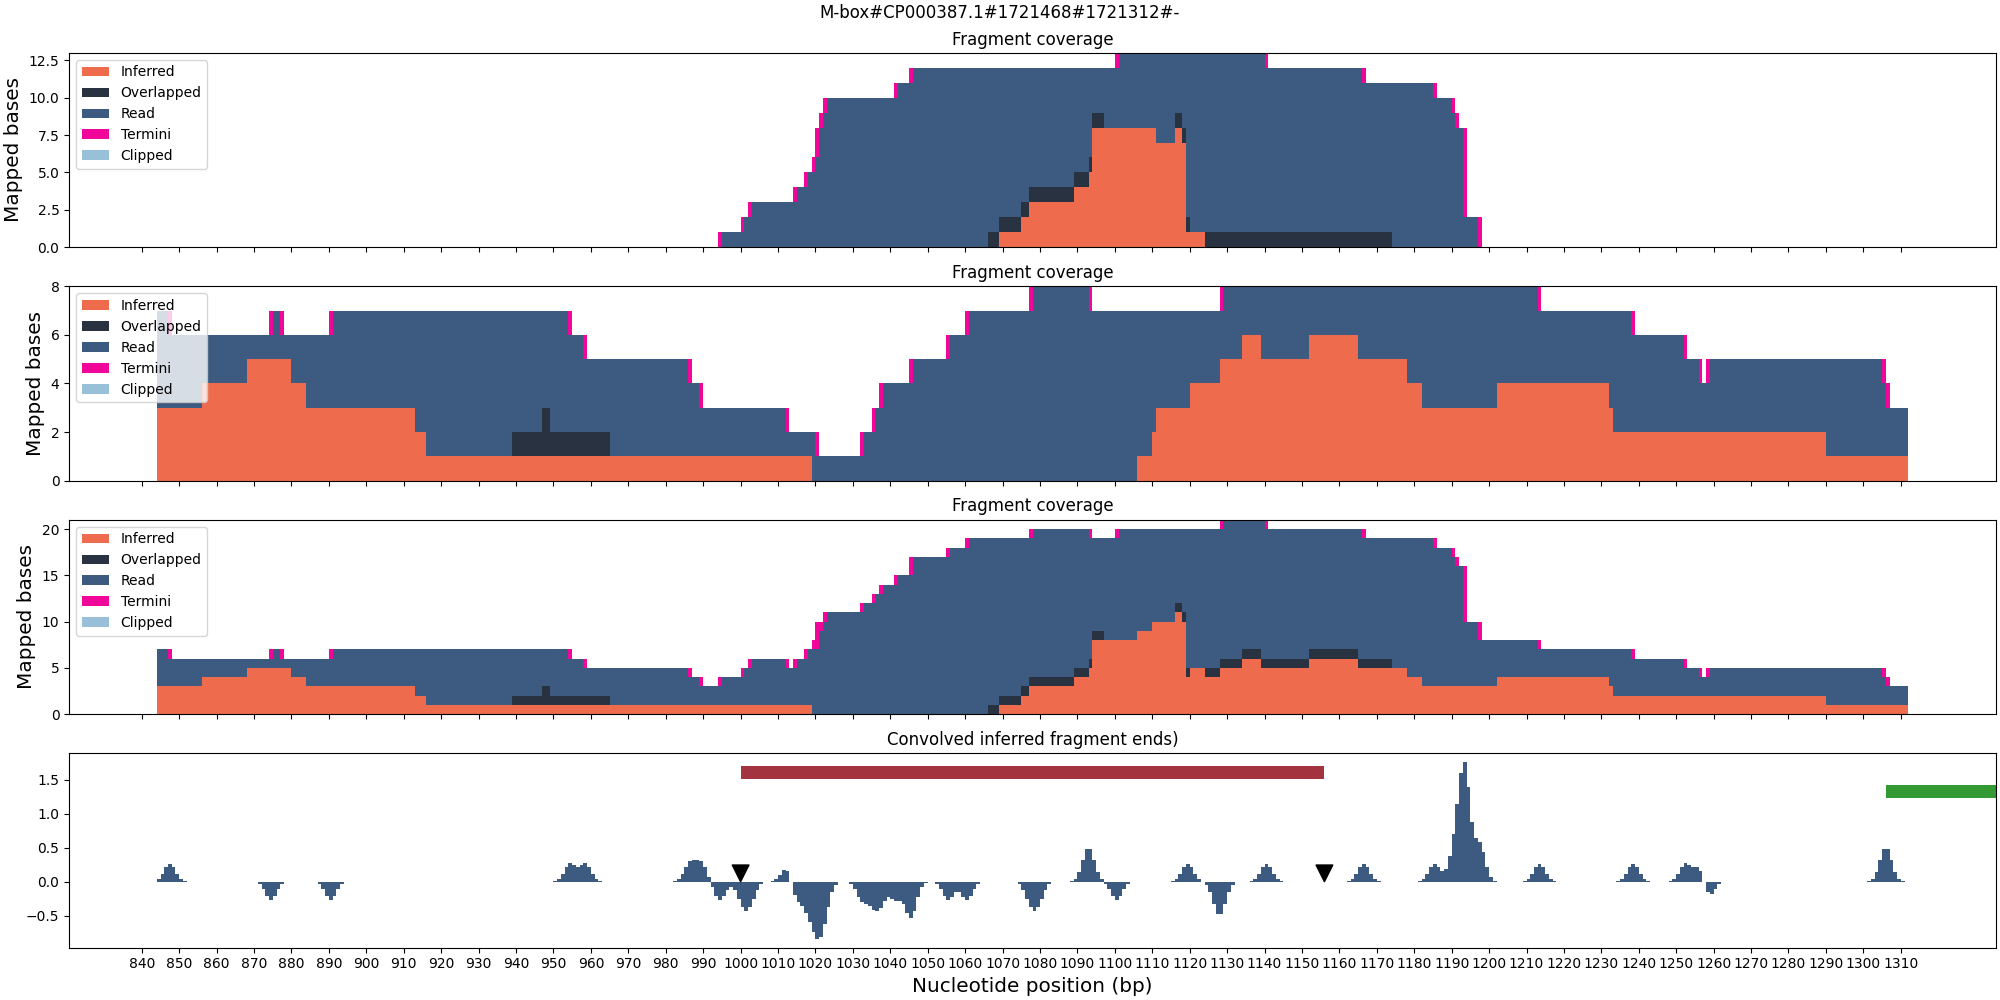 M-box#CP000387.1#1721468#1721312#-
Fragment coverage
Mapped bases
12.5
10.0
7.5
5.0
2.5
0.0
Inferred
Overlapped
Read
Termini
Clipped
Fragment coverage
Mapped bases
8
6
4
2
0
Inferred
Overlapped
Read
Termini
Clipped
Fragment coverage
Mapped bases
20
15
10
5
0
Inferred
Overlapped
Read
Termini
Clipped
Convolved inferred fragment ends)
1.5
1.0
0.5
0.0
−0.5
840 850 860 870 880 890 900 910 920 930 940 950 960 970 980 990 1000 1010 1020 1030 1040 1050 1060 1070 1080 1090 1100 1110 1120 1130 1140 1150 1160 1170 1180 1190 1200 1210 1220 1230 1240 1250 1260 1270 1280 1290 1300 1310
Nucleotide position (bp)